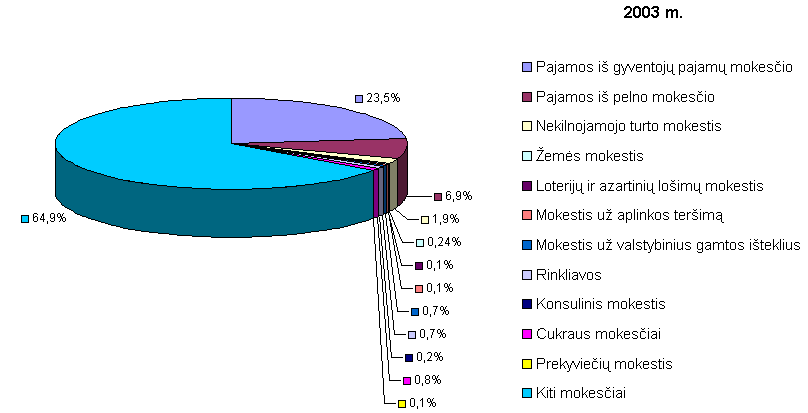 2003 m.
23,5%
6,9%
1,9%
0,24%
0,1%
0,1%
0,7%
0,7%
0,2%
0,8%
0,1%
64,9%
Pajamos iš gyventojų pajamų mokesčio
Pajamos iš pelno mokesčio
Nekilnojamojo turto mokestis
Žemės mokestis
Loterijų ir azartinių lošimų mokestis
Mokestis už aplinkos teršimą
Mokestis už valstybinius gamtos išteklius
Rinkliavos
Konsulinis mokestis
Cukraus mokesčiai
Prekyviečių mokestis
Kiti mokesčiai